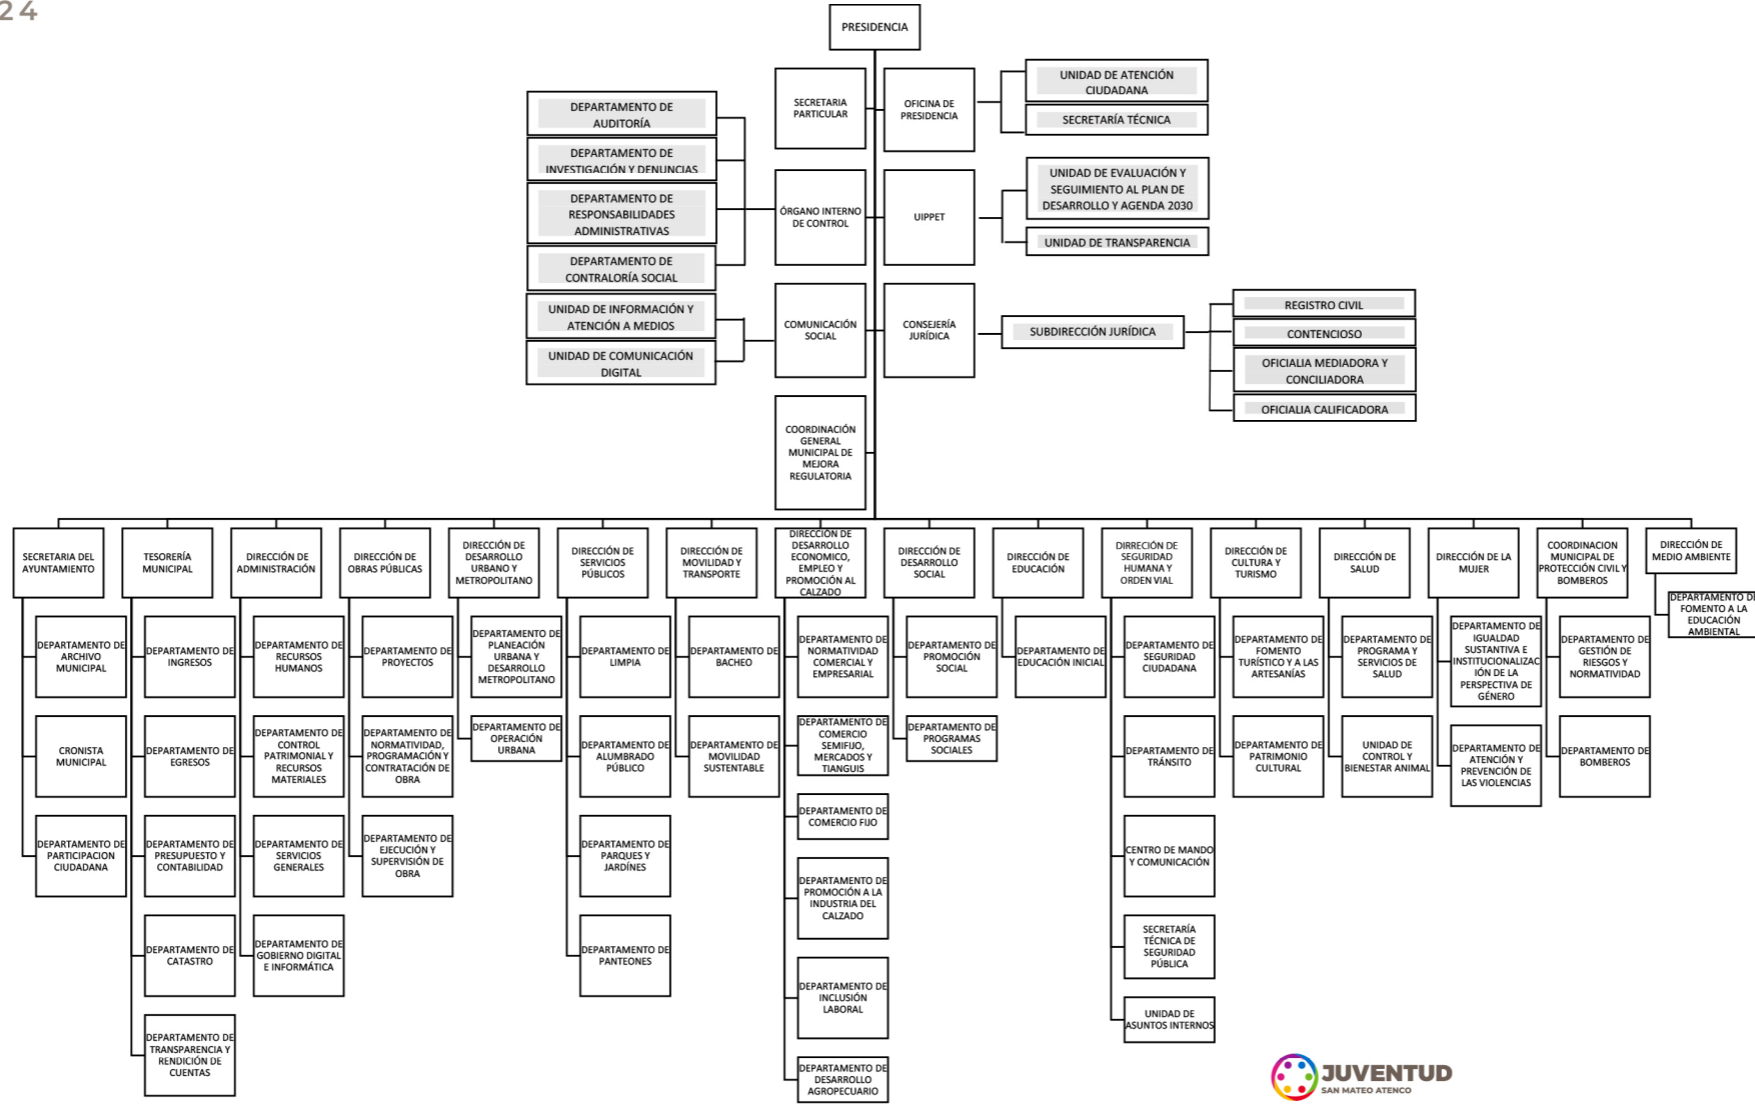 24
PRESIDENCIA
SECRETARIA
PARTICULAR
OFICINA DE
PRESIDENCIA
UNIDAD DE ATENCIÓN
CIUDADANA
SECRETARÍA TÉCNICA
DEPARTAMENTO DE
AUDITORÍA
DEPARTAMENTO DE
INVESTIGACIÓN Y DENUNCIAS
DEPARTAMENTO DE
RESPONSABILIDADES
ADMINISTRATIVAS
DEPARTAMENTO DE
CONTRALORÍA SOCIAL
ÓRGANO INTERNO
DE CONTROL
UIPPET
UNIDAD DE EVALUACIÓN Y
SEGUIMIENTO AL PLAN DE
DESARROLLO Y AGENDA 2030
UNIDAD DE TRANSPARENCIA
UNIDAD DE INFORMACIÓN Y
ATENCIÓN A MEDIOS
UNIDAD DE COMUNICACIÓN
DIGITAL
COMUNICACIÓN
SOCIAL
CONSEJERÍA
JURÍDICA
SUBDIRECCIÓN JURÍDICA
REGISTRO CIVIL
CONTENCIOSO
OFICIALIA MEDIADORA Y
CONCILIADORA
OFICIALIA CALIFICADORA
COORDINACIÓN
GENERAL
MUNICIPAL DE
MEJORA
REGULATORIA
SECRETARIA DEL
AYUNTAMIENTO
TESORERÍA
MUNICIPAL
DIRECCIÓN DE
ADMINISTRACIÓN
DIRECCIÓN DE
OBRAS PÚBLICAS
DIRECCIÓN DE
DESARROLLO
URBANO Y
METROPOLITANO
DIRECCIÓN DE
SERVICIOS
PÚBLICOS
DIRECCIÓN DE
MOVILIDAD Y
TRANSPORTE
DIRECCIÓN DE
DESARROLLO
ECONOMICO,
EMPLEO Y
PROMOCIÓN AL
CALZADO
DIRECCIÓN DE
DESARROLLO
SOCIAL
DIRECCIÓN DE
EDUCACIÓN
DIRRECIÓN DE
SEGURIDAD
HUMANA Y
ORDEN VIAL
DIRECCIÓN DE
CULTURA Y
TURISMO
DIRECCIÓN DE
SALUD
DIRECCIÓN DE LA
MUJER
COORDINACION
MUNICIPAL DE
PROTECCIÓN CIVIL Y
BOMBEROS
DIRECCIÓN DE
MEDIO AMBIENTE
DEPARTAMENTO DE
ARCHIVO
MUNICIPAL
DEPARTAMENTO DE
INGRESOS
DEPARTAMENTO DE
RECURSOS
HUMANOS
DEPARTAMENTO DE
PROYECTOS
DEPARTAMENTO DE
PLANEACIÓN
URBANA Y
DESARROLLO
METROPOLITANO
DEPARTAMENTO DE
LIMPIA
DEPARTAMENTO DE
BACHEO
DEPARTAMENTO DE
NORMATIVIDAD
COMERCIAL Y
EMPRESARIAL
DEPARTAMENTO DE
PROMOCIÓN
SOCIAL
DEPARTAMENTO DE
EDUCACIÓN INICIAL
DEPARTAMENTO DE
SEGURIDAD
CIUDADANA
DEPARTAMENTO DE
FOMENTO
TURÍSTICO Y A LAS
ARTESANÍAS
DEPARTAMENTO DE
PROGRAMA Y
SERVICIOS DE
SALUD
DEPARTAMENTO DE
IGUALDAD
SUSTANTIVA E
INSTITUCIONALIZAC
IÓN DE LA
PERSPECTIVA DE
GÉNERO
DEPARTAMENTO DE
GESTIÓN DE
RIESGOS Y
NORMATIVIDAD
DEPARTAMENTO DE
FOMENTO A LA
EDUCACIÓN
AMBIENTAL
CRONISTA
MUNICIPAL
DEPARTAMENTO DE
EGRESOS
DEPARTAMENTO DE
CONTROL
PATRIMONIAL Y
RECURSOS
MATERIALES
DEPARTAMENTO DE
NORMATIVIDAD,
PROGRAMACIÓN Y
CONTRATACIÓN DE
OBRA
DEPARTAMENTO DE
OPERACIÓN
URBANA
DEPARTAMENTO DE
ALUMBRADO
PÚBLICO
DEPARTAMENTO DE
MOVILIDAD
SUSTENTABLE
DEPARTAMENTO DE
COMERCIO
SEMIFIJO,
MERCADOS Y
TIANGUIS
DEPARTAMENTO DE
PROGRAMAS
SOCIALES
DEPARTAMENTO DE
TRÁNSITO
DEPARTAMENTO DE
PATRIMONIO
CULTURAL
UNIDAD DE
CONTROL Y
BIENESTAR ANIMAL
DEPARTAMENTO DE
ATENCIÓN Y
PREVENCIÓN DE
LAS VIOLENCIAS
DEPARTAMENTO DE
BOMBEROS
DEPARTAMENTO DE
PARTICIPACION
CIUDADANA
DEPARTAMENTO DE
PRESUPUESTO Y
CONTABILIDAD
DEPARTAMENTO DE
SERVICIOS
GENERALES
DEPARTAMENTO DE
EJECUCIÓN Y
SUPERVISIÓN DE
OBRA
DEPARTAMENTO DE
PARQUES Y
JARDÍNES
DEPARTAMENTO DE
COMERCIO FIJO
CENTRO DE MANDO
Y COMUNICACIÓN
DEPARTAMENTO DE
PROMOCIÓN A LA
INDUSTRIA DEL
CALZADO
DEPARTAMENTO DE
CATASTRO
DEPARTAMENTO DE
GOBIERNO DIGITAL
E INFORMÁTICA
DEPARTAMENTO DE
PANTEONES
SECRETARÍA
TÉCNICA DE
SEGURIDAD
PÚBLICA
DEPARTAMENTO DE
INCLUSIÓN
LABORAL
UNIDAD DE
ASUNTOS INTERNOS
DEPARTAMENTO DE
TRANSPARENCIA Y
RENDICIÓN DE
CUENTAS
DEPARTAMENTO DE
DESARROLLO
AGROPECUARIO
JUVENTUD
SAN MATEO ATENCO